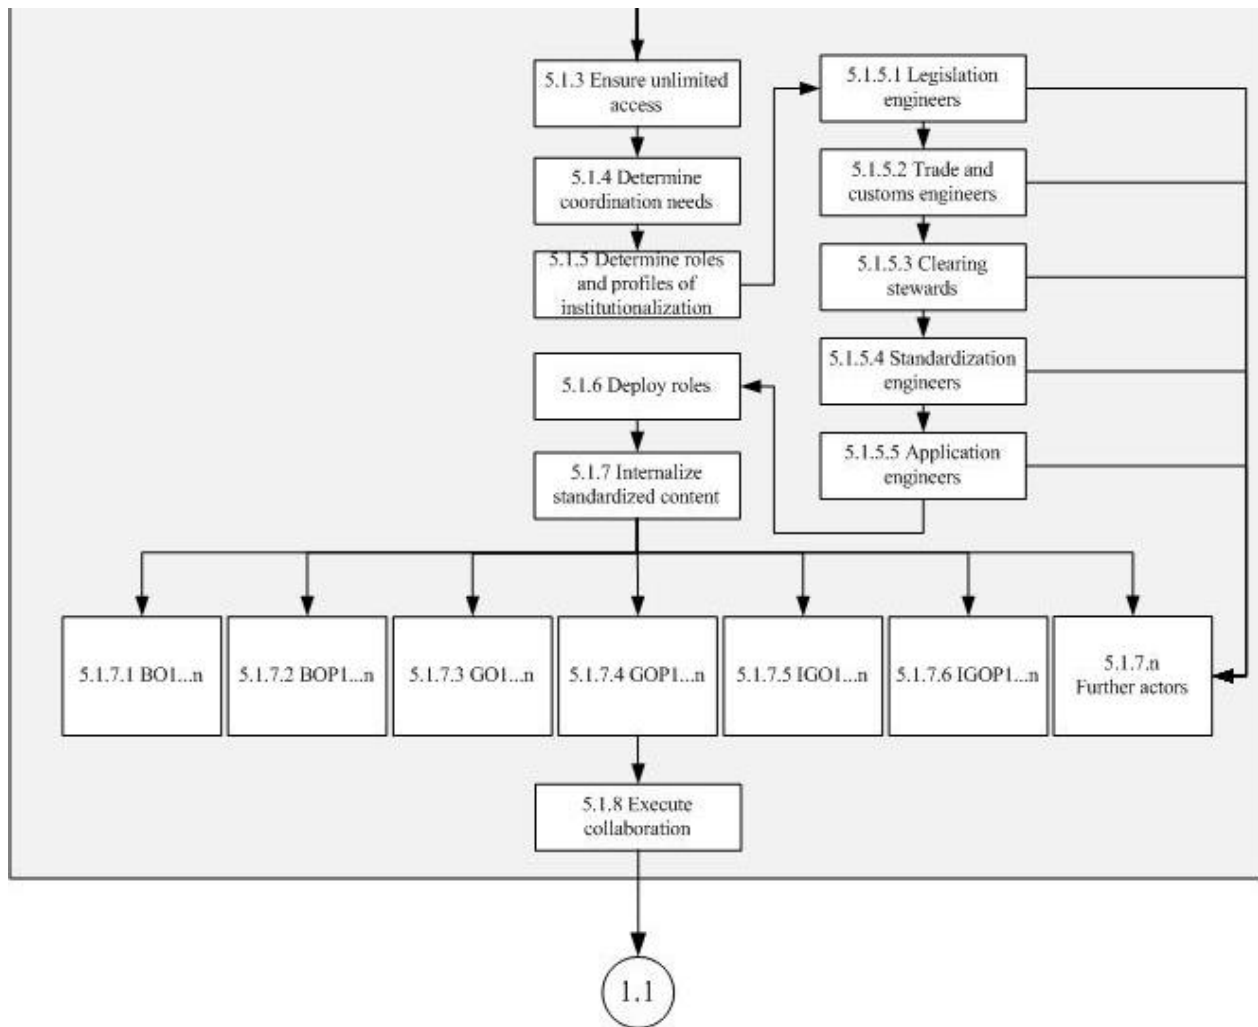 5.1.3 Ensure unlimited
access
5.1.4 Determine
coordination needs
5.1.5 Determine roles
and profiles of
institutionalization
5.1.5.1 Legislation
engineers
5.1.5.2 Trade and
customs engineers
5.1.5.3 Clearing
stewards
5.1.5.4 Standardization
engineers
5.1.5.5 Application
engineers
5.1.6 Deploy roles
5.1.7 Internalize
standardized content
5.1.7.1 BO1...n
5.1.7.2 BOP1...n
5.1.7.3 GO1...n
5.1.7.4 GOP1...n
5.1.7.5 IGO1...n
5.1.7.6 IGOP1...n
5.1.7.n
Further actors
5.1.8 Execute
collaboration
1.1